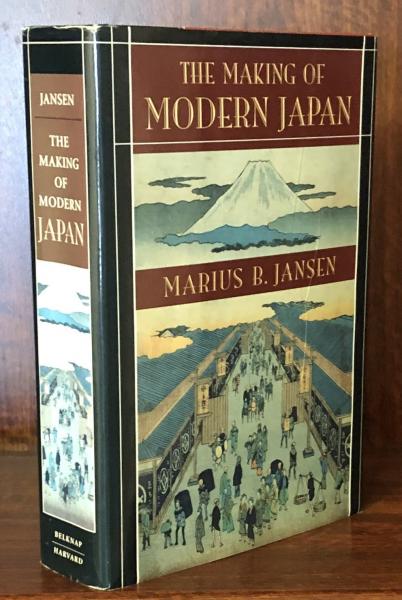 JANSEN
THE
MAKING
OF
MODERN
JAPAN
BELKNAP
HARVARD
THE MAKING OF
MODERN JAPAN
MARIUS B. JANSEN